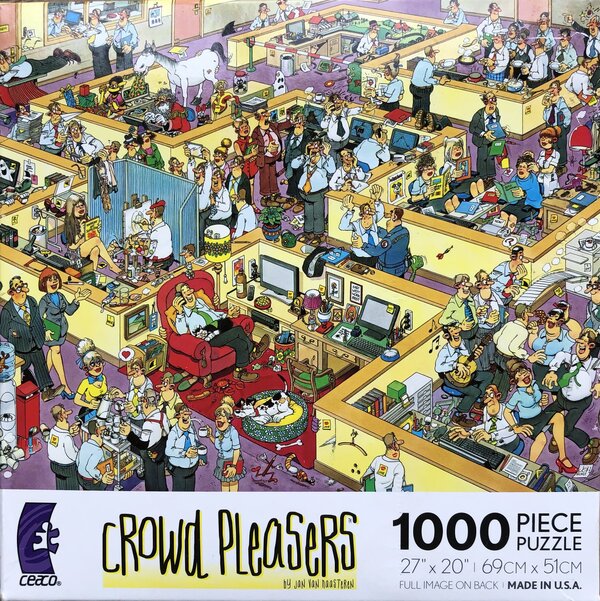 CROWD PLEASERS
BY JAN VAN HAASTEREN
1000 PIECE PUZZLE
27" x 20" | 69CM x 51CM
FULL IMAGE ON BACK | MADE IN U.S.A.
ceaco®